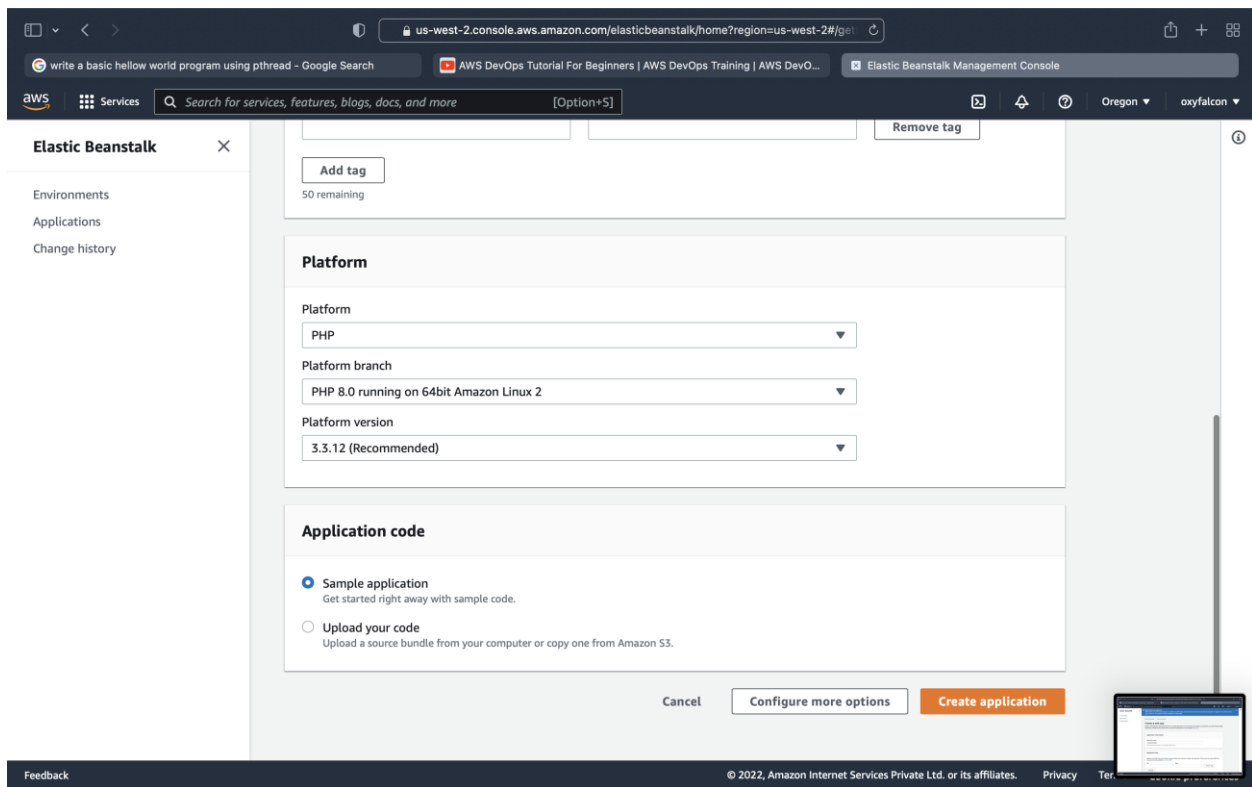 us-west-2.console.aws.amazon.com/elasticbeanstalk/home?region=us-west-2#/get
write a basic hellow world program using pthread - Google Search
AWS DevOps Tutorial For Beginners | AWS DevOps Training | AWS DevO...
Elastic Beanstalk Management Console
aws
Services
Search for services, features, blogs, docs, and more
[Option+S]
Oregon ▼
oxyfalcon ▼
Elastic Beanstalk
Environments
Applications
Change history
Remove tag
Add tag
50 remaining
Platform
Platform
PHP
Platform branch
PHP 8.0 running on 64bit Amazon Linux 2
Platform version
3.3.12 (Recommended)
Application code
Sample application
Get started right away with sample code.
Upload your code
Upload a source bundle from your computer or copy one from Amazon S3.
Cancel
Configure more options
Create application
Feedback
© 2022, Amazon Internet Services Private Ltd. or its affiliates.
Privacy